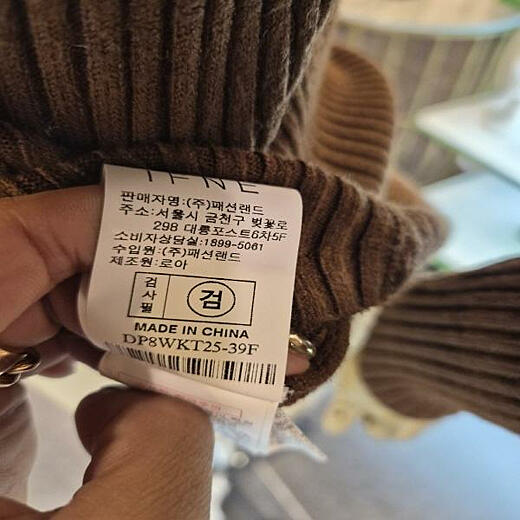 판매자명:(주)패션랜드
주소:서울시 금천구 벚꽃로
298 대륭포스트6차5F
소비자상담실:1899-5061
수입원:(주)패션랜드
제조원:로아
검사필 검
MADE IN CHINA
DP8WKT25-39F